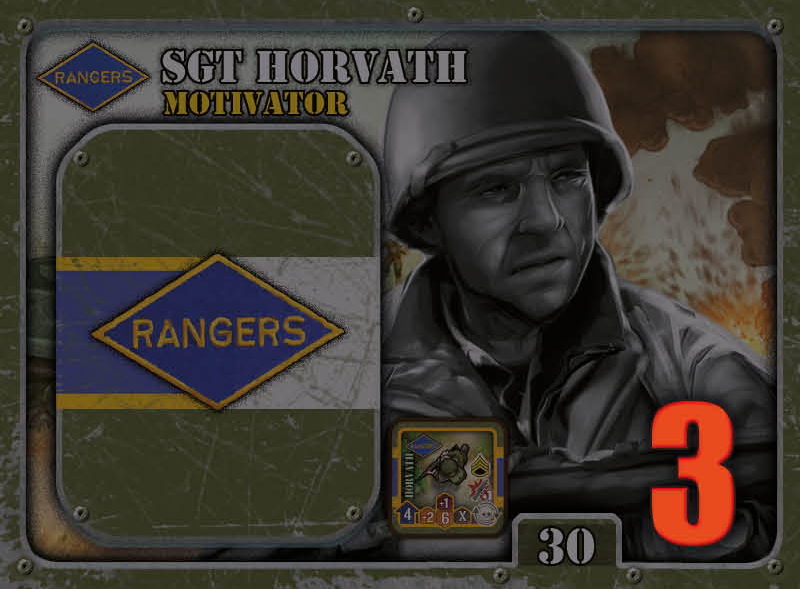 RANGERS
SGT HORVATH
MOTIVATOR
RANGERS
HORVATH
4 -2 +1 6 X
30
3